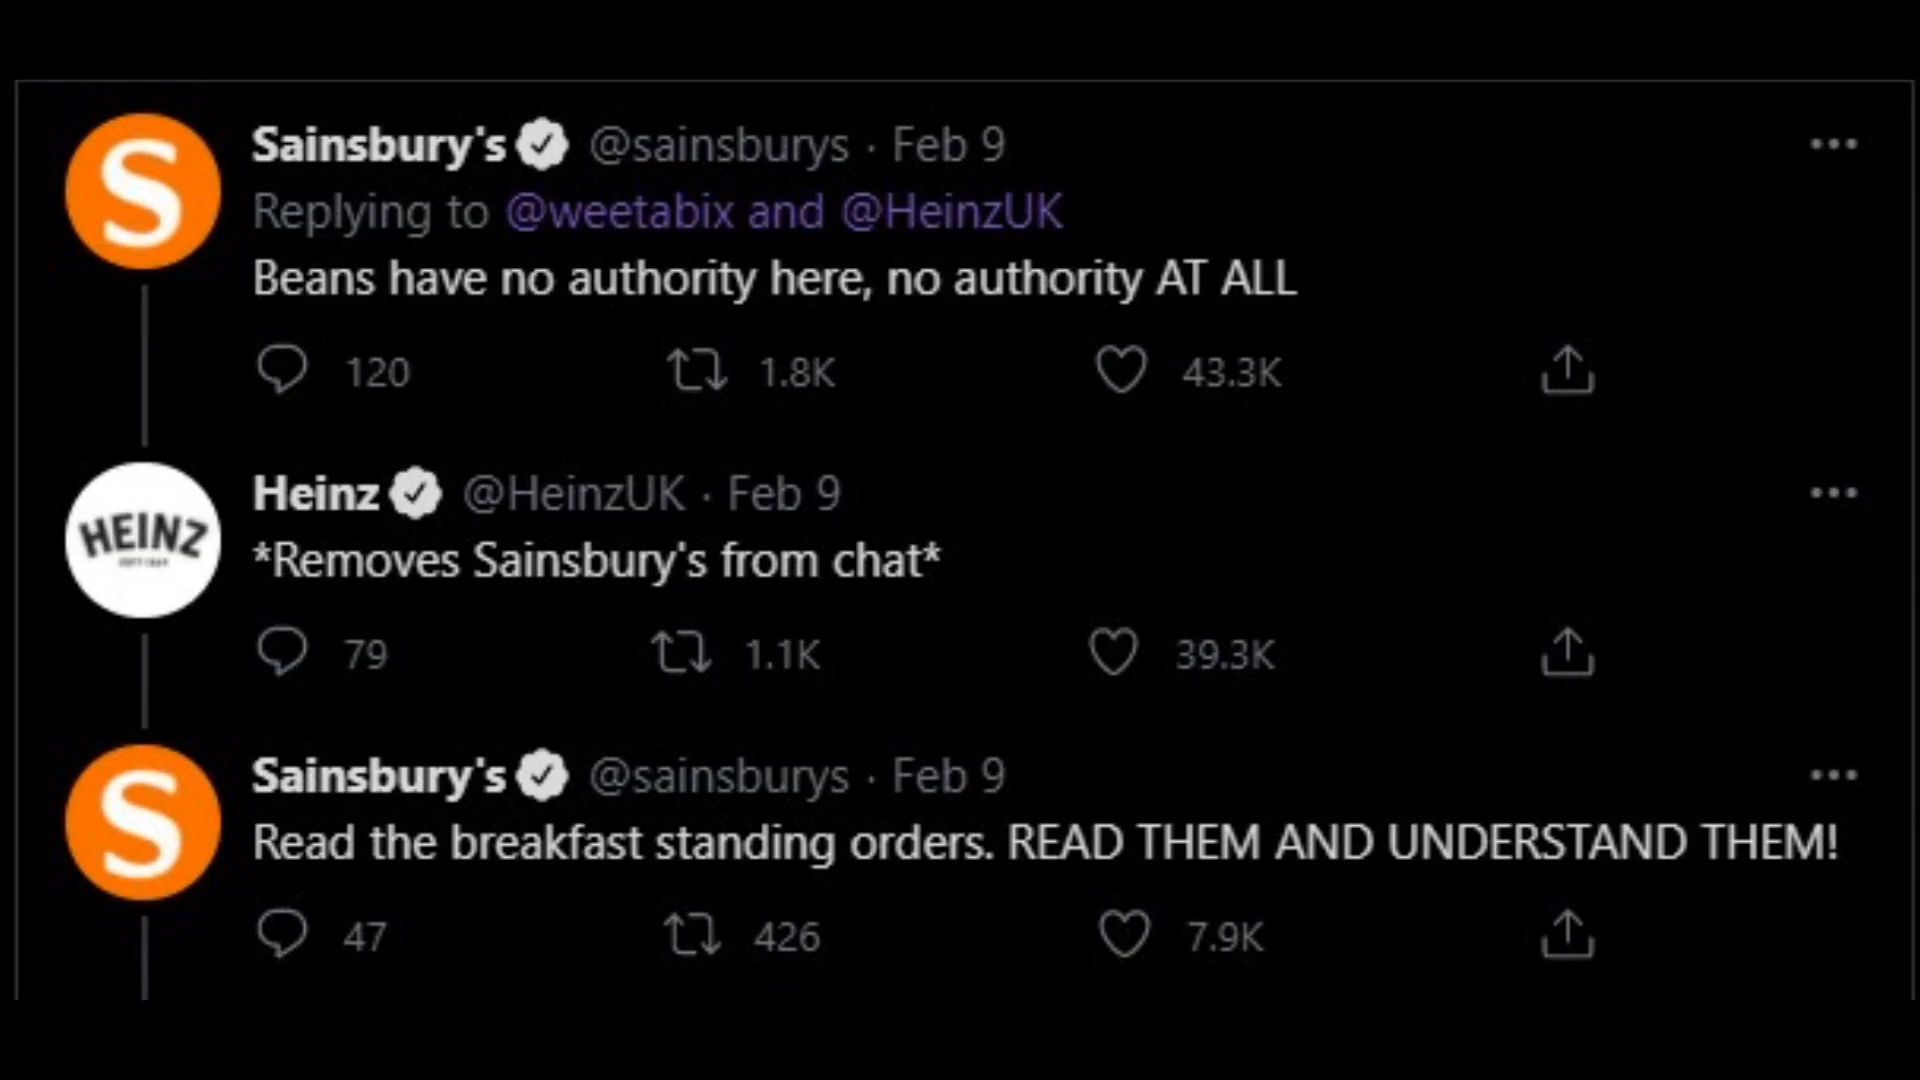 Sainsbury's @sainsburys · Feb 9
Replying to @weetabix and @HeinzUK
Beans have no authority here, no authority AT ALL
120 1.8K 43.3K
HEINZ
Heinz @HeinzUK · Feb 9
*Removes Sainsbury's from chat*
79 1.1K 39.3K
Sainsbury's @sainsburys · Feb 9
Read the breakfast standing orders. READ THEM AND UNDERSTAND THEM!
47 426 7.9K